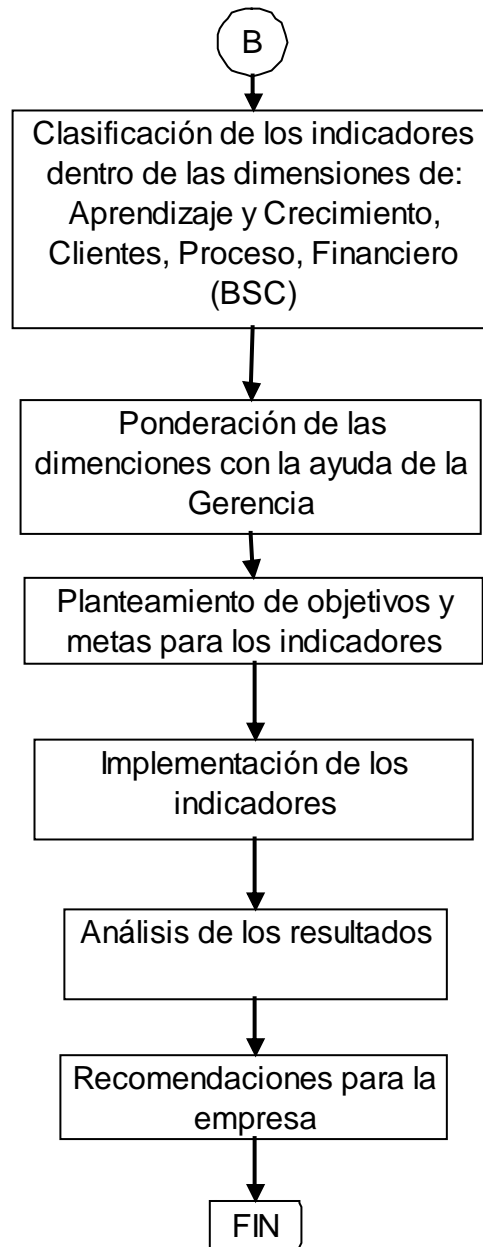 B
Clasificación de los indicadores
dentro de las dimensiones de:
Aprendizaje y Crecimiento,
Clientes, Proceso, Financiero
(BSC)
Ponderación de las
dimenciones con la ayuda de la
Gerencia
Planteamiento de objetivos y
metas para los indicadores
Implementación de los
indicadores
Análisis de los resultados
Recomendaciones para la
empresa
FIN